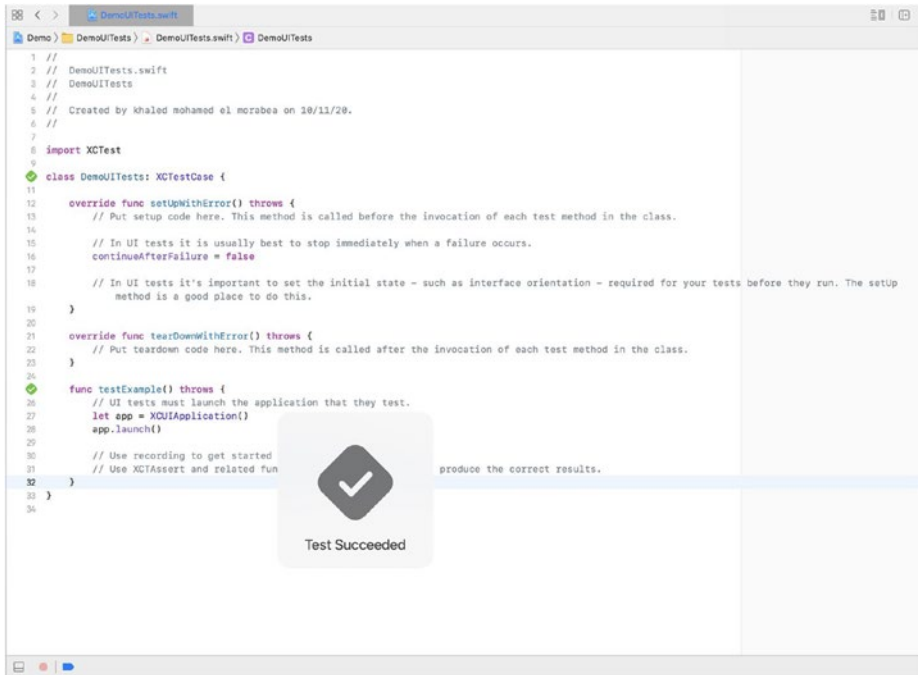 DemoUITests.swift
Demo DemoUITests DemoUITests.swift C DemoUITests
1 //
2 //  DemoUITests.swift
3 //  DemoUITests
4 //
5 //  Created by khaled mohamed el morabea on 10/11/20.
6 //
7
8 import XCTest
9
class DemoUITests: XCTestCase {
11
12     override func setUpWithError() throws {
13         // Put setup code here. This method is called before the invocation of each test method in the class.
14
15         // In UI tests it is usually best to stop immediately when a failure occurs.
16         continueAfterFailure = false
17
18         // In UI tests it's important to set the initial state - such as interface orientation - required for your tests before they run. The setUp
method is a good place to do this.
19     }
20
21     override func tearDownWithError() throws {
22         // Put teardown code here. This method is called after the invocation of each test method in the class.
23     }
24
func testExample() throws {
26         // UI tests must launch the application that they test.
27         let app = XCUIApplication()
28         app.launch()
29
30         // Use recording to get started
31         // Use XCTAssert and related fun produce the correct results.
32     }
33 }
34
Test Succeeded